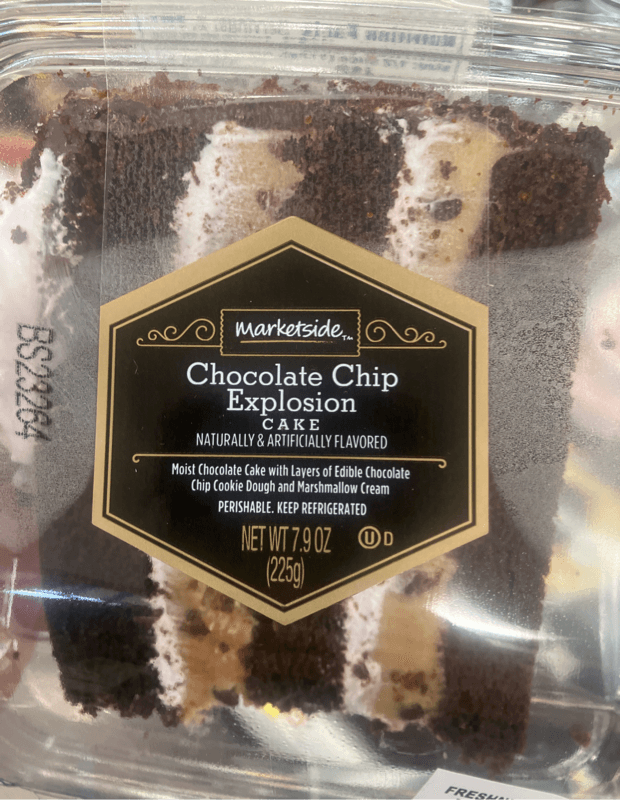 Marketside™
Chocolate Chip
Explosion
CAKE
NATURALLY & ARTIFICIALLY FLAVORED
Moist Chocolate Cake with Layers of Edible Chocolate
Chip Cookie Dough and Marshmallow Cream
PERISHABLE. KEEP REFRIGERATED
NET WT 7.9 OZ
(225g)
U D
BS23264